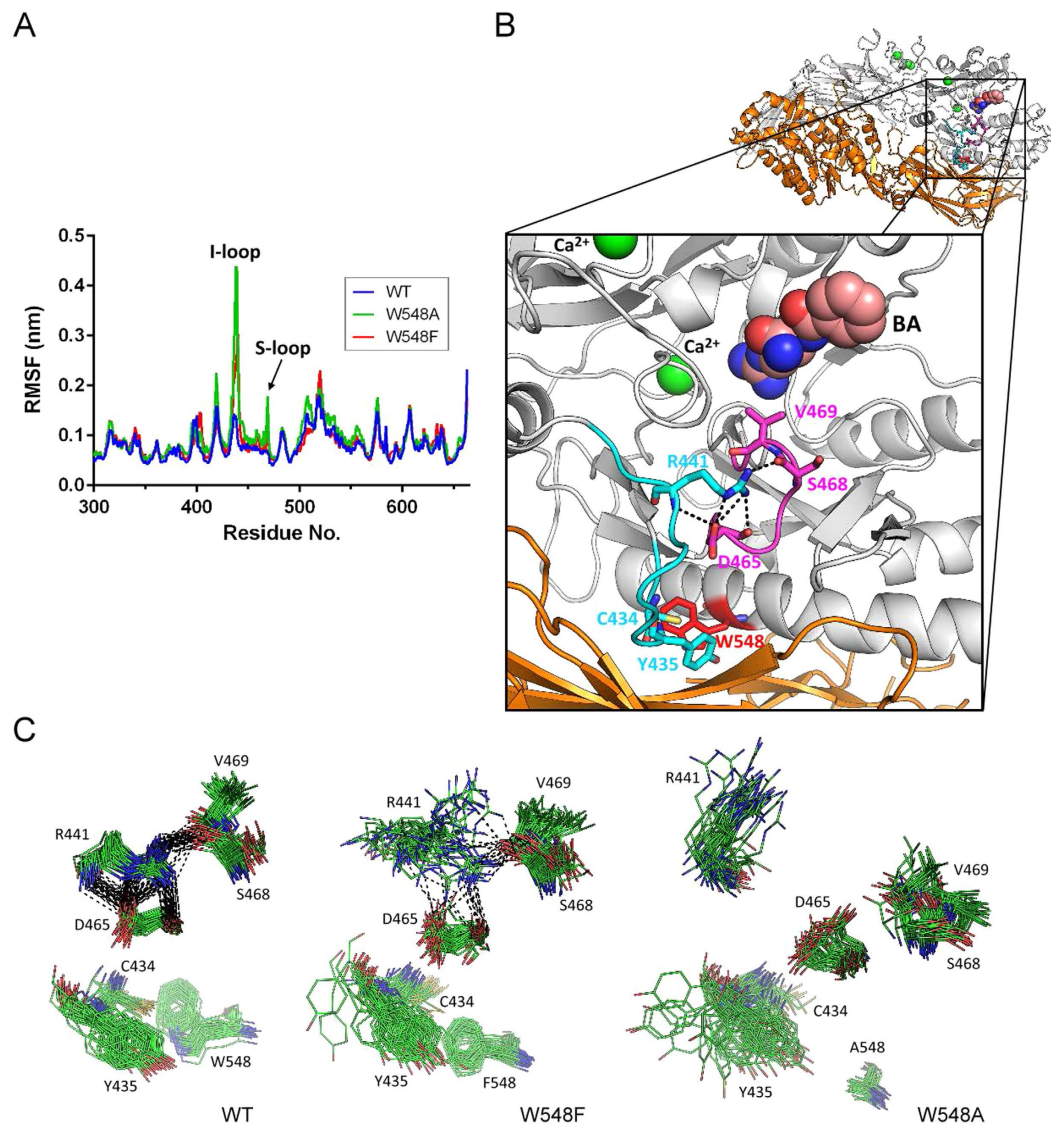 A
B
0.5
0.4
0.3
0.2
0.1
0.0
RMSF (nm)
I-loop
S-loop
WT
W548A
W548F
300
400
500
600
Residue No.
Ca2+
Ca2+
BA
V469
R441
S468
D465
C434
W548
Y435
C
V469
R441
S468
D465
C434
W548
Y435
WT
R441
V469
S468
D465
C434
Y435
F548
W548F
R441
V469
D465
S468
C434
A548
Y435
W548A